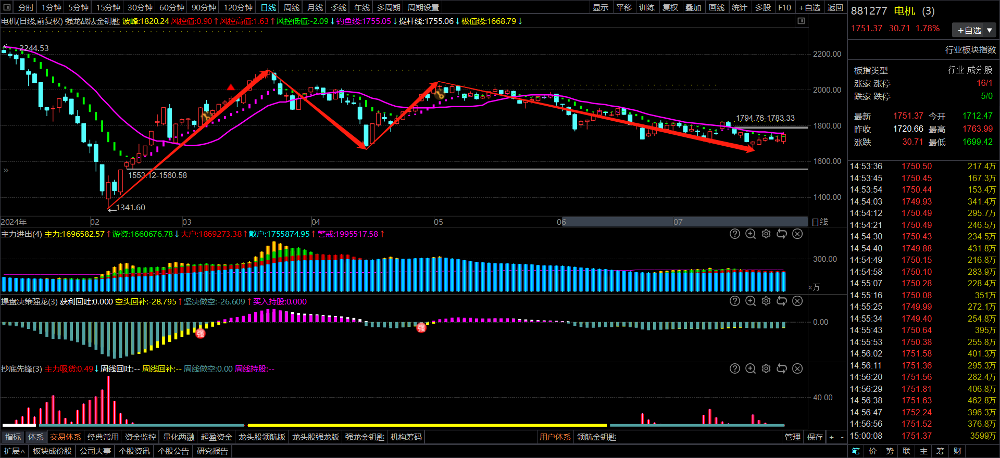 分时 1分钟 5分钟 15分钟 30分钟 60分钟 90分钟 120分钟 日线 周线 月线 季线 年线 多周期 周期设置 显示 平移 训练 复权 叠加 画线 统计 多股 F10 +自选 返回
881277 电机 (3)
电机(日线,前复权) 强龙战法金钥匙 波峰:1820.24 风控值:0.90↑ 风控高值:1.63↑ 风控低值:-2.09↓ 钓鱼线:1755.05↓ 提杆线:1755.06↓ 极值线:1668.79↓
1751.37 30.71 1.78% +自选 ▼
行业板块指数
2244.53
2200.00
2000.00
1800.00
1600.00
1400.00
1794.76-1783.33
1553.12-1560.58
1341.60
»
2024年 02 03 04 05 06 07 日线
板指类型 行业 成分股
涨家 涨停 16/1
跌家 跌停 5/0
最新 1751.37 今开 1712.47
昨收 1720.66 最高 1763.99
涨跌 30.71 最低 1699.42
主力进出(4) 主力:1696582.57↑ 游资:1660676.78↓ 大户:1869273.38↑ 散户:1755874.95↑ 警戒:1995517.58↑
300.00
×万
操盘决策强龙(3) 获利回吐:0.000 空头回补:-28.795↑ 坚决做空:-26.609↑ 买入持股:0.000
0.00
强 强
抄底先锋(3) 主力吸货:0.49↓ 周线回吐:-- 周线回补:-- 周线做空:0.00 周线持股:--
40.00
14:53:36 1750.50 217.4万
14:53:45 1750.45 167.3万
14:53:54 1750.44 153.4万
14:54:03 1749.93 341.4万
14:54:12 1750.49 295.7万
14:54:21 1750.49 246.5万
14:54:30 1750.43 234.5万
14:54:40 1749.88 431.8万
14:54:49 1750.15 216.8万
14:54:58 1750.10 283.9万
14:55:07 1750.28 228.4万
14:55:16 1750.08 351万
14:55:25 1749.99 272.1万
14:55:34 1749.40 254.8万
14:55:43 1750.64 395万
14:55:53 1750.38 255.8万
14:56:02 1751.58 401.3万
14:56:11 1751.36 295.3万
14:56:20 1751.56 282.4万
14:56:29 1751.81 406.8万
14:56:38 1751.63 462.8万
14:56:47 1752.24 396.3万
14:56:56 1751.52 376.8万
15:00:08 1751.37 3599万
指标 体系 交易体系 经典常用 资金监控 量化两融 超盈资金 龙头股领航版 龙头股强龙版 强龙金钥匙 机构筹码 用户体系 领航金钥匙 管理 保存 + -
扩展∧ 板块成份股 公司大事 个股资讯 个股公告 研究报告 笔 价 势 联 主 筹 财